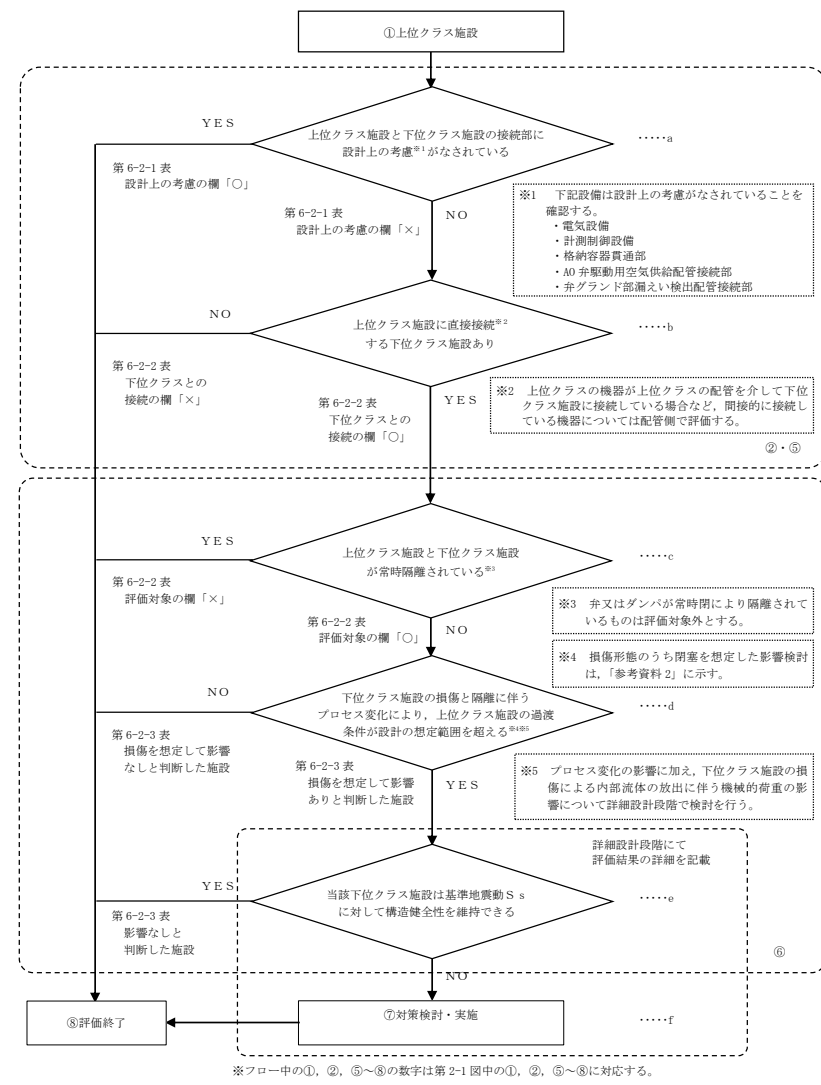 ①上位クラス施設
YES
上位クラス施設と下位クラス施設の接続部に
設計上の考慮※1がなされている
‥‥‥a
第 6-2-1 表
設計上の考慮の欄「○」
第 6-2-1 表
設計上の考慮の欄「×」
NO
※1 下記設備は設計上の考慮がなされていることを
確認する。
・電気設備
・計測制御設備
・格納容器貫通部
・AO 弁駆動用空気供給配管接続部
・弁グランド部漏えい検出配管接続部
NO
上位クラス施設に直接接続※2
する下位クラス施設あり
‥‥‥b
第 6-2-2 表
下位クラスとの
接続の欄「×」
第 6-2-2 表
下位クラスとの
接続の欄「○」
YES
※2 上位クラスの機器が上位クラスの配管を介して下位
クラス施設に接続している場合など，間接的に接続し
ている機器については配管側で評価する。
②・⑤
YES
上位クラス施設と下位クラス施設
が常時隔離されている※3
‥‥‥c
第 6-2-2 表
評価対象の欄「×」
第 6-2-2 表
評価対象の欄「○」
NO
※3 弁又はダンパが常時閉により隔離されて
いるものは評価対象外とする。
※4 損傷形態のうち閉塞を想定した影響検討
は，「参考資料 2」に示す。
NO
下位クラス施設の損傷と隔離に伴う
プロセス変化により，上位クラス施設の過渡
条件が設計の想定範囲を超える※4※5
‥‥‥d
第 6-2-3 表
損傷を想定して影響
なしと判断した施設
第 6-2-3 表
損傷を想定して影響
ありと判断した施設
YES
※5 プロセス変化の影響に加え，下位クラス施設の損
傷による内部流体の放出に伴う機械的荷重の影
響について詳細設計段階で検討を行う。
詳細設計段階にて
評価結果の詳細を記載
YES
当該下位クラス施設は基準地震動Ｓｓ
に対して構造健全性を維持できる
‥‥‥e
第 6-2-3 表
影響なしと
判断した施設
⑥
NO
⑧評価終了
⑦対策検討・実施
‥‥‥f
※フロー中の①，②，⑤～⑧の数字は第 2-1 図中の①，②，⑤～⑧に対応する。